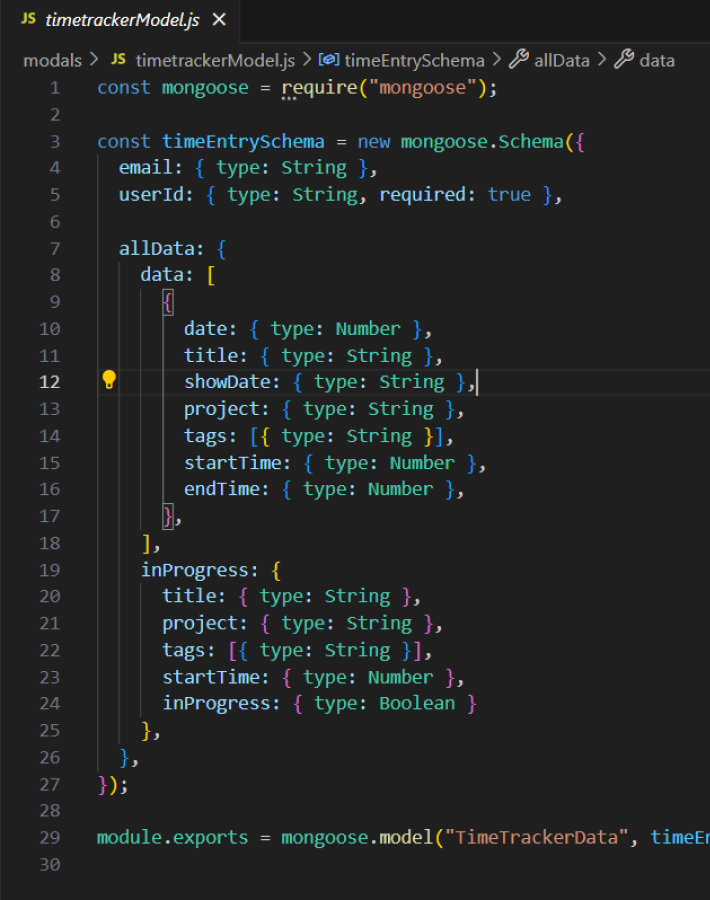 JS timetrackerModel.js ×
modals > JS timetrackerModel.js > timeEntrySchema > allData > data
1 const mongoose = require("mongoose");
2
3 const timeEntrySchema = new mongoose.Schema({
4   email: { type: String },
5   userId: { type: String, required: true },
6
7   allData: {
8     data: [
9       {
10         date: { type: Number },
11         title: { type: String },
12         showDate: { type: String },
13         project: { type: String },
14         tags: [{ type: String }],
15         startTime: { type: Number },
16         endTime: { type: Number },
17       },
18     ],
19     inProgress: {
20       title: { type: String },
21       project: { type: String },
22       tags: [{ type: String }],
23       startTime: { type: Number },
24       inProgress: { type: Boolean }
25     },
26   },
27 });
28
29 module.exports = mongoose.model("TimeTrackerData", timeEn
30